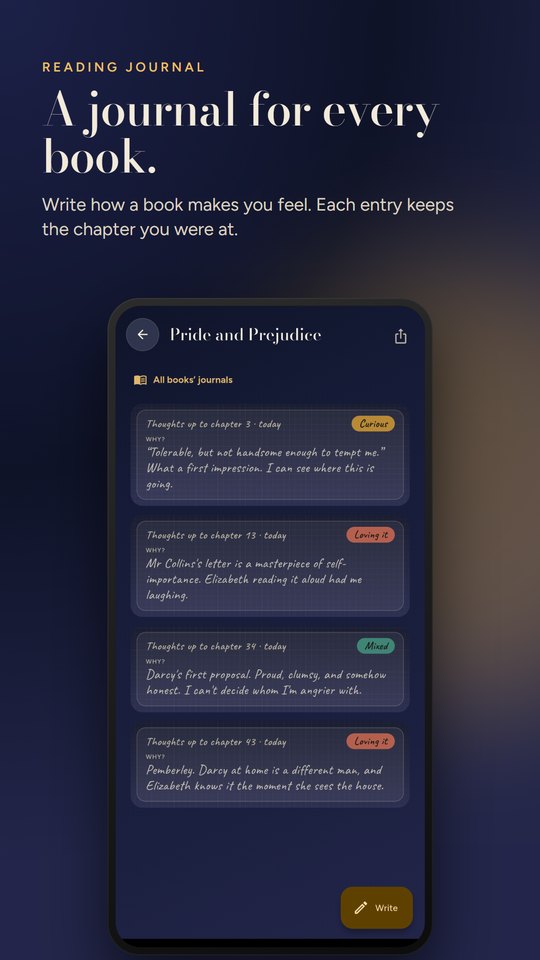 READING JOURNAL
A journal for every
book.
Write how a book makes you feel. Each entry keeps
the chapter you were at.
Pride and Prejudice
All books' journals
Thoughts up to chapter 3 · today
Curious
WHY?
“Tolerable, but not handsome enough to tempt me.”
What a first impression. I can see where this is
going.
Thoughts up to chapter 13 · today
Loving it
WHY?
Mr Collins's letter is a masterpiece of self-
importance. Elizabeth reading it aloud had me
laughing.
Thoughts up to chapter 34 · today
Mixed
WHY?
Darcy's first proposal. Proud, clumsy, and somehow
honest. I can't decide whom I'm angrier with.
Thoughts up to chapter 43 · today
Loving it
WHY?
Pemberley. Darcy at home is a different man, and
Elizabeth knows it the moment she sees the house.
Write